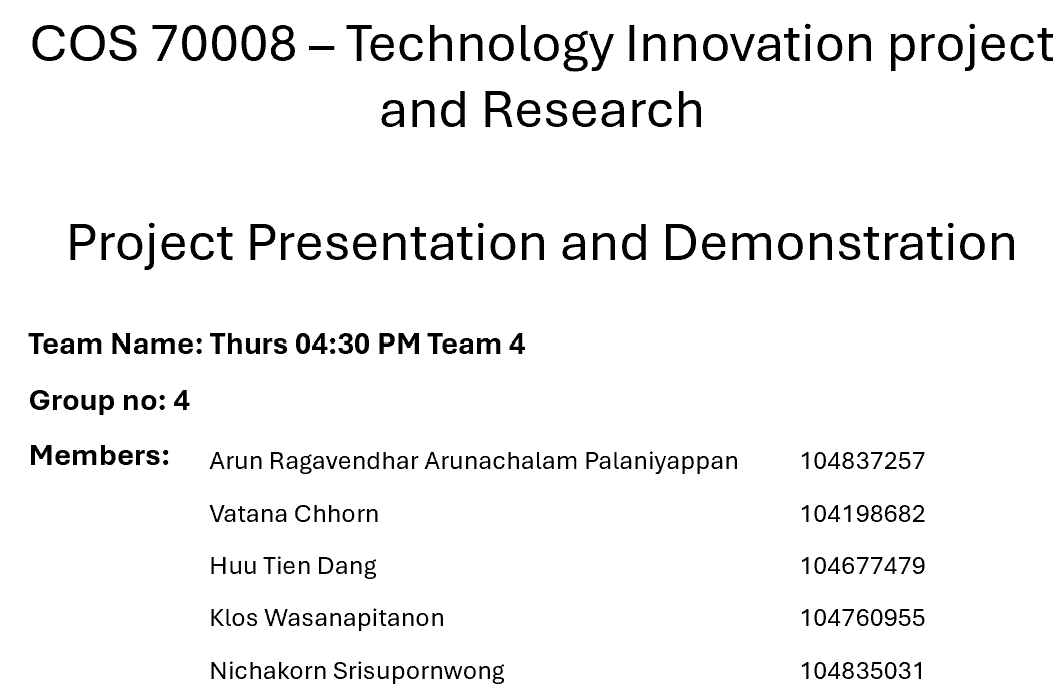 COS 70008 – Technology Innovation project
and Research
Project Presentation and Demonstration
Team Name: Thurs 04:30 PM Team 4
Group no: 4
Members: Arun Ragavendhar Arunachalam Palaniyappan 104837257
Vatana Chhorn 104198682
Huu Tien Dang 104677479
Klos Wasanapitanon 104760955
Nichakorn Srisupornwong 104835031